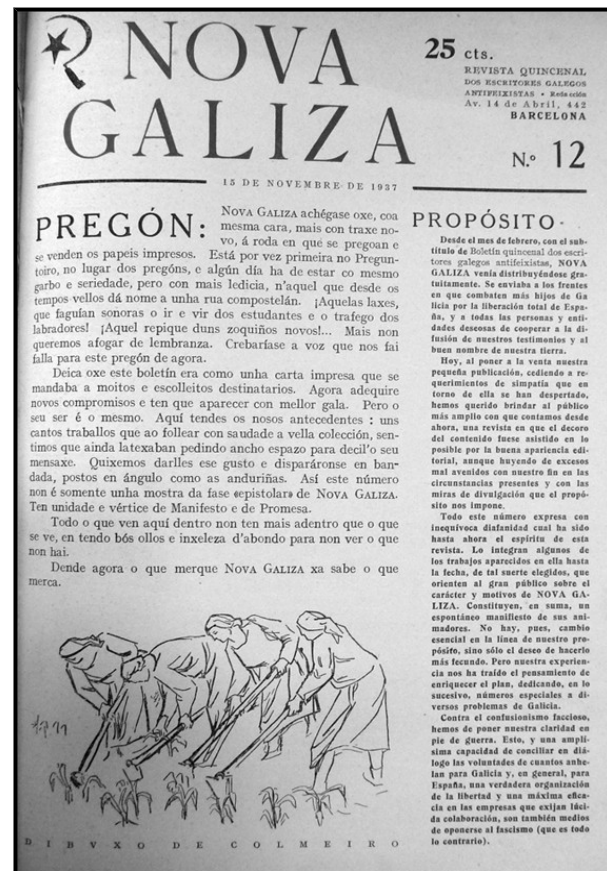 NOVA
GALIZA
25 cts.
REVISTA QUINCENAL
DOS ESCRITORES GALEGOS
ANTIFEIXISTAS • Redacción
Av. 14 de Abril, 442
BARCELONA
N.º 12
15 DE NOVEMBRE DE 1937
PREGÓN:
NOVA GALIZA achégase oxe, coa
mesma cara, mais con traxe no-
vo, á roda en que se pregoan e
se venden os papeis impresos. Está por vez primeira no Pregun-
toiro, no lugar dos pregóns, e algún día ha de estar co mesmo
garbo e seriedade, pero con mais ledicia, n'aquel que desde os
tempos vellos dá nome a unha rua compostelán. ¡Aquelas laxes,
que faguían sonoras o ir e vir dos estudantes e o trafego dos
labradores! ¡Aquel repique duns zoquiños novos!... Mais non
queremos afogar de lembranza. Crebaríase a voz que nos fai
falla para este pregón de agora.
Deica oxe este boletín era como unha carta impresa que se
mandaba a moitos e escolleitos destinatarios. Agora adequire
novos compromisos e ten que aparecer con mellor gala. Pero o
seu ser é o mesmo. Aquí tendes os nosos antecedentes : uns
cantos traballos que ao follear con saudade a vella colección, sen-
timos que ainda latexaban pedindo ancho espazo para decil'o seu
mensaxe. Quixemos darlles ese gusto e disparáronse en ban-
dada, postos en ángulo como as anduriñas. Así este número
non é somente unha mostra da fase «epistolar» de NOVA GALIZA.
Ten unidade e vértice de Manifesto e de Promesa.
Todo o que ven aquí dentro non ten mais adentro que o que
se ve, en tendo bós ollos e inxeleza d'abondo para non ver o que
non hai.
Dende agora o que merque NOVA GALIZA xa sabe o que
merca.
DIBVXO DE COLMEIRO
PROPÓSITO
Desde el mes de febrero, con el sub-
título de Boletín quincenal dos escri-
tores galegos antifeixistas, NOVA
GALIZA venía distribuyéndose gra-
tuitamente. Se enviaba a los frentes
en que combaten más hijos de Ga
licia por la liberación total de Espa-
ña, y a todas las personas y enti-
dades deseosas de cooperar a la di-
fusión de nuestros testimonios y al
buen nombre de nuestra tierra.
Hoy, al poner a la venta nuestra
pequeña publicación, cediendo a re-
querimientos de simpatía que en
torno de ella se han despertado,
hemos querido brindar al público
más amplio con que contamos desde
ahora, una revista en que el decoro
del contenido fuese asistido en lo
posible por la buena apariencia edi-
torial, aunque huyendo de excesos
mal avenidos con nuestro fin en las
circunstancias presentes y con las
miras de divulgación que el propó-
sito nos impone.
Todo este número expresa con
inequívoca diafanidad cual ha sido
hasta ahora el espíritu de esta
revista. Lo integran algunos de
los trabajos aparecidos en ella hasta
la fecha, de tal suerte elegidos, que
orienten al gran público sobre el
carácter y motivos de NOVA GA-
LIZA. Constituyen, en suma, un
espontáneo manifiesto de sus ani-
madores. No hay, pues, cambio
esencial en la línea de nuestro pro-
pósito, sino sólo el deseo de hacerlo
más fecundo. Pero nuestra experien-
cia nos ha traído el pensamiento de
enriquecer el plan, dedicando, en lo
sucesivo, números especiales a di-
versos problemas de Galicia.
Contra el confusionismo faccioso,
hemos de poner nuestra claridad en
pie de guerra. Esto, y una amplí-
sima capacidad de conciliar en diá-
logo las voluntades de cuantos anhe-
lan para Galicia y, en general, para
España, una verdadera organización
de la libertad y una máxima efica-
cia en las empresas que exijan lúci-
da colaboración, son también medios
de oponerse al fascismo (que es todo
lo contrario).